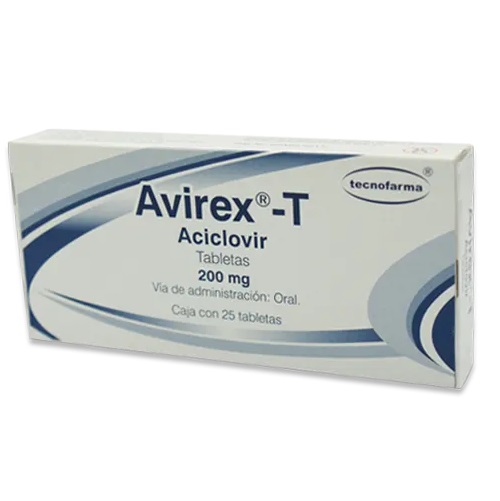 tecnofarma®
Avirex®-T
Aciclovir
Tabletas
200 mg
Vía de administración: Oral.
Caja con 25 tabletas